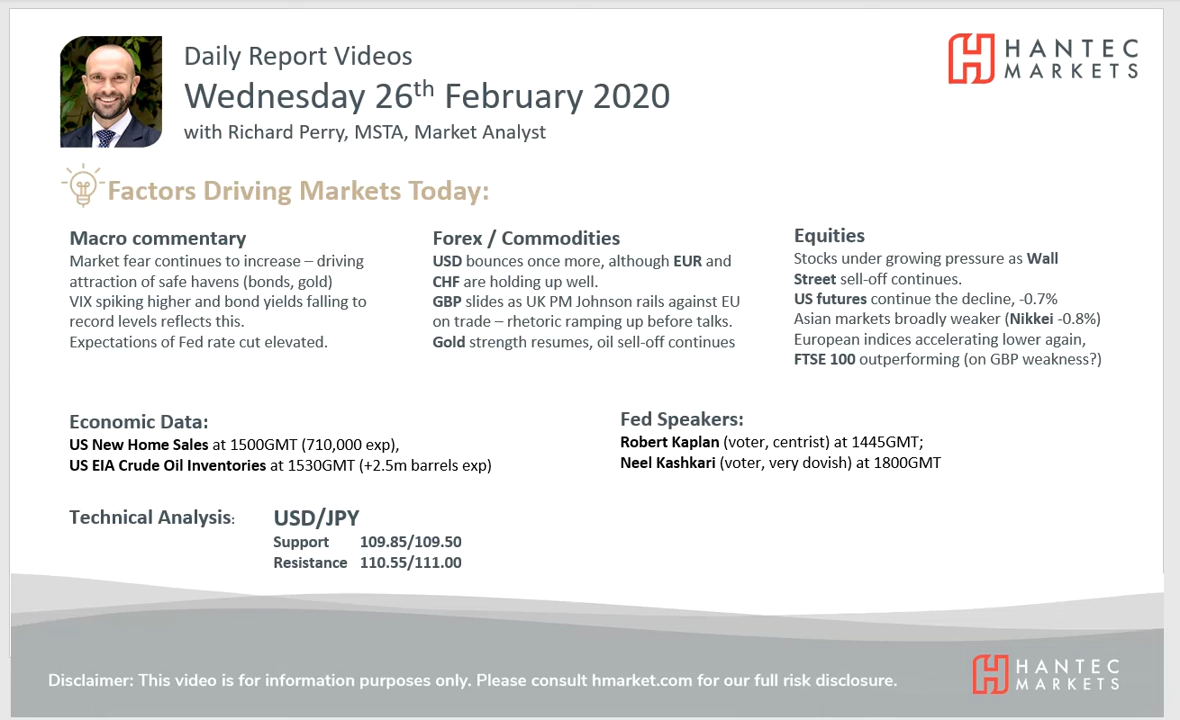 Daily Report Videos
Wednesday 26th February 2020
with Richard Perry, MSTA, Market Analyst
HANTEC
MARKETS
Factors Driving Markets Today:
Macro commentary
Market fear continues to increase – driving
attraction of safe havens (bonds, gold)
VIX spiking higher and bond yields falling to
record levels reflects this.
Expectations of Fed rate cut elevated.
Forex / Commodities
USD bounces once more, although EUR and
CHF are holding up well.
GBP slides as UK PM Johnson rails against EU
on trade – rhetoric ramping up before talks.
Gold strength resumes, oil sell-off continues
Equities
Stocks under growing pressure as Wall
Street sell-off continues.
US futures continue the decline, -0.7%
Asian markets broadly weaker (Nikkei -0.8%)
European indices accelerating lower again,
FTSE 100 outperforming (on GBP weakness?)
Economic Data:
US New Home Sales at 1500GMT (710,000 exp),
US EIA Crude Oil Inventories at 1530GMT (+2.5m barrels exp)
Fed Speakers:
Robert Kaplan (voter, centrist) at 1445GMT;
Neel Kashkari (voter, very dovish) at 1800GMT
Technical Analysis: USD/JPY
Support 109.85/109.50
Resistance 110.55/111.00
Disclaimer: This video is for information purposes only. Please consult hmarket.com for our full risk disclosure.
HANTEC
MARKETS